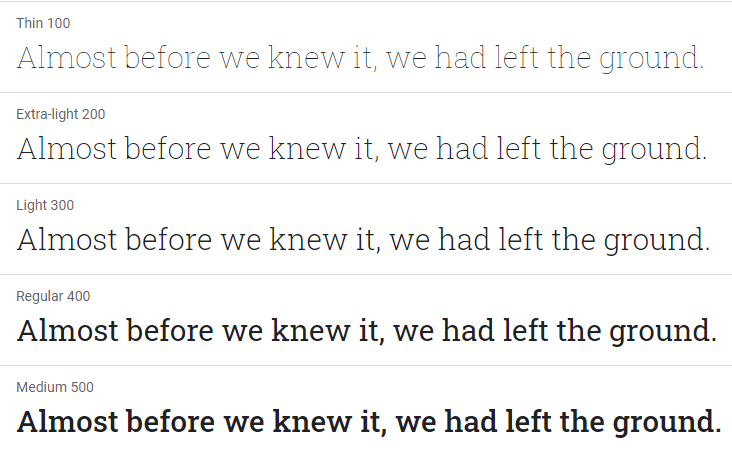 Thin 100
Almost before we knew it, we had left the ground.
Extra-light 200
Almost before we knew it, we had left the ground.
Light 300
Almost before we knew it, we had left the ground.
Regular 400
Almost before we knew it, we had left the ground.
Medium 500
Almost before we knew it, we had left the ground.